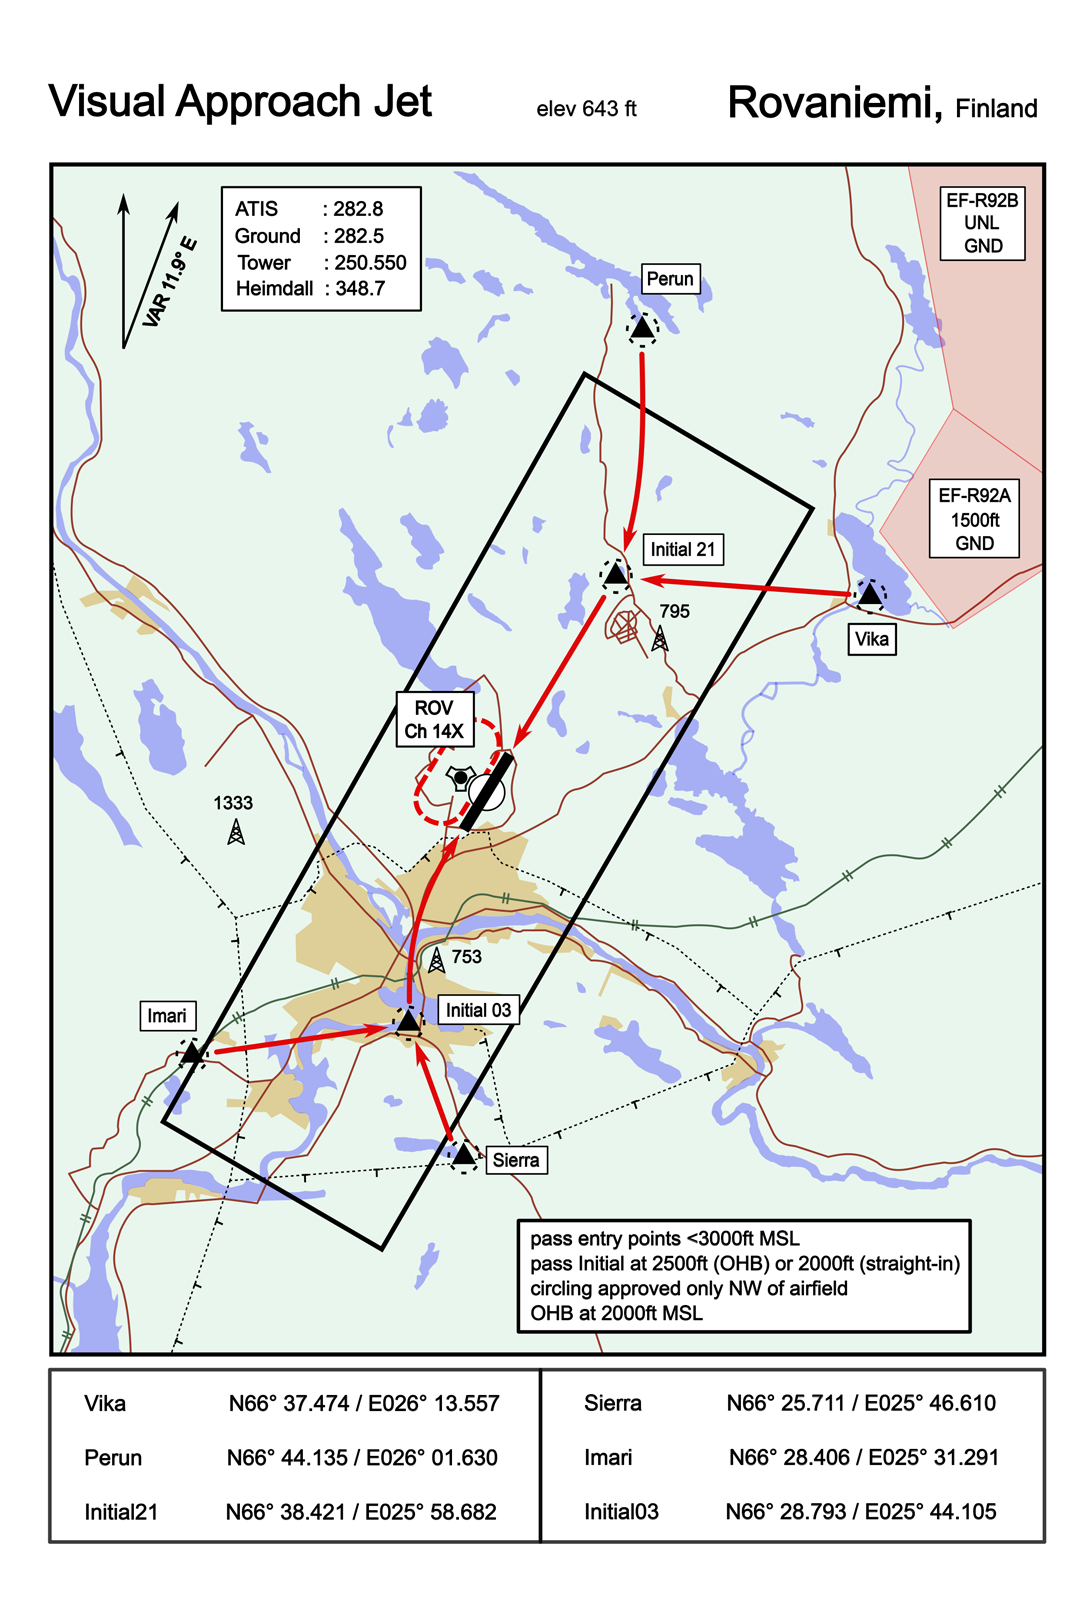 Visual Approach Jet
elev 643 ft
Rovaniemi, Finland
VAR 11.9° E
ATIS : 282.8
Ground : 282.5
Tower : 250.550
Heimdall : 348.7
EF-R92B
UNL
GND
Perun
EF-R92A
1500ft
GND
Initial 21
795
Vika
ROV
Ch 14X
1333
753
Imari
Initial 03
Sierra
pass entry points <3000ft MSL
pass Initial at 2500ft (OHB) or 2000ft (straight-in)
circling approved only NW of airfield
OHB at 2000ft MSL
Vika N66° 37.474 / E026° 13.557
Perun N66° 44.135 / E026° 01.630
Initial21 N66° 38.421 / E025° 58.682
Sierra N66° 25.711 / E025° 46.610
Imari N66° 28.406 / E025° 31.291
Initial03 N66° 28.793 / E025° 44.105